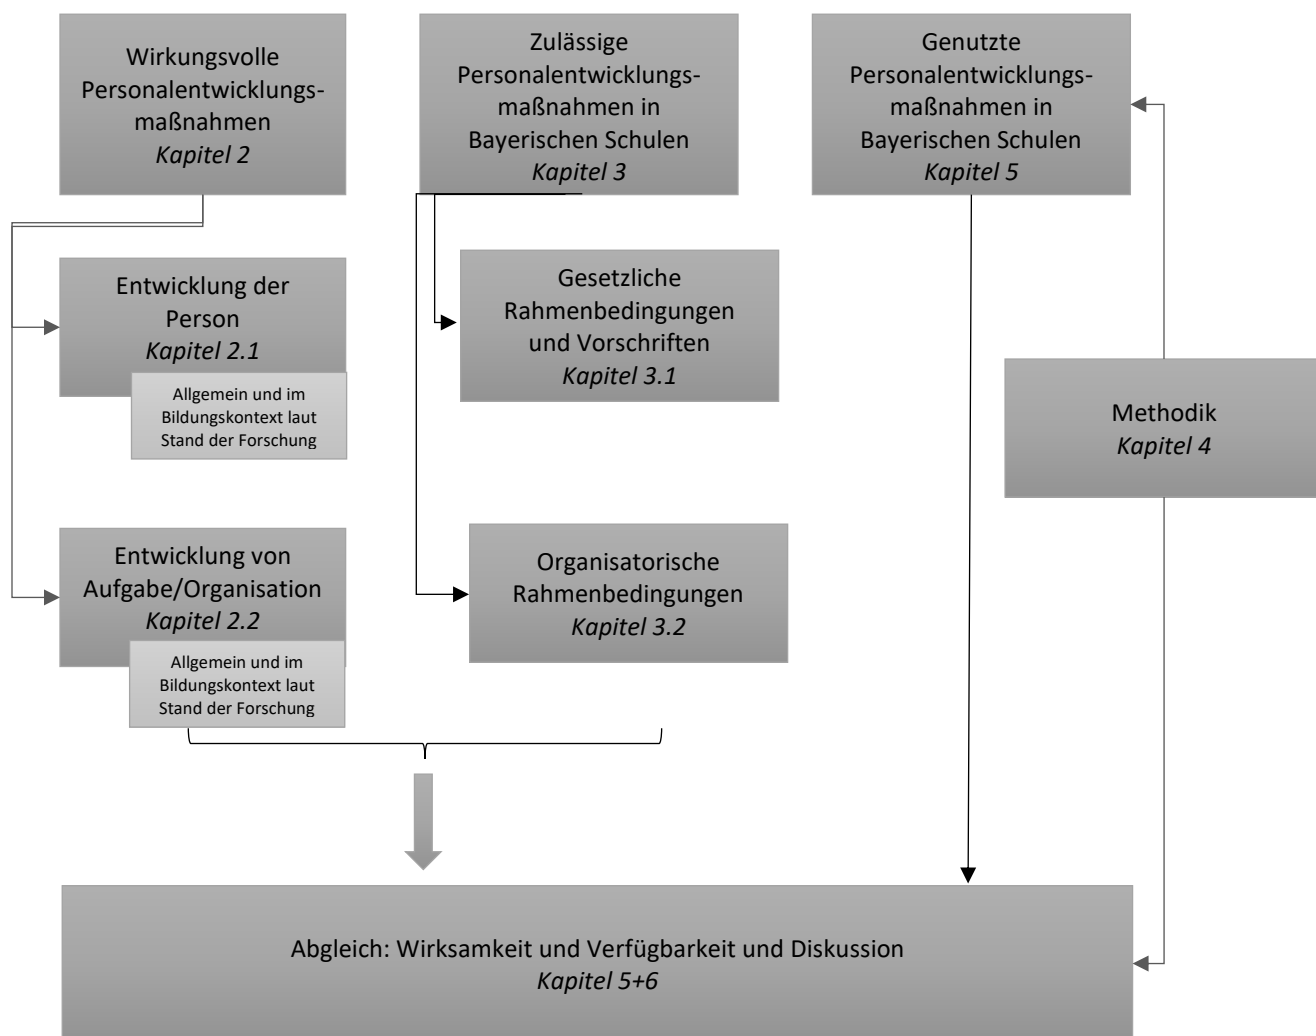 Wirkungsvolle
Personalentwicklungs-
maßnahmen
Kapitel 2
Zulässige
Personalentwicklungs-
maßnahmen in
Bayerischen Schulen
Kapitel 3
Genutzte
Personalentwicklungs-
maßnahmen in
Bayerischen Schulen
Kapitel 5
Entwicklung der
Person
Kapitel 2.1
Allgemein und im
Bildungskontext laut
Stand der Forschung
Gesetzliche
Rahmenbedingungen
und Vorschriften
Kapitel 3.1
Methodik
Kapitel 4
Entwicklung von
Aufgabe/Organisation
Kapitel 2.2
Allgemein und im
Bildungskontext laut
Stand der Forschung
Organisatorische
Rahmenbedingungen
Kapitel 3.2
Abgleich: Wirksamkeit und Verfügbarkeit und Diskussion
Kapitel 5+6